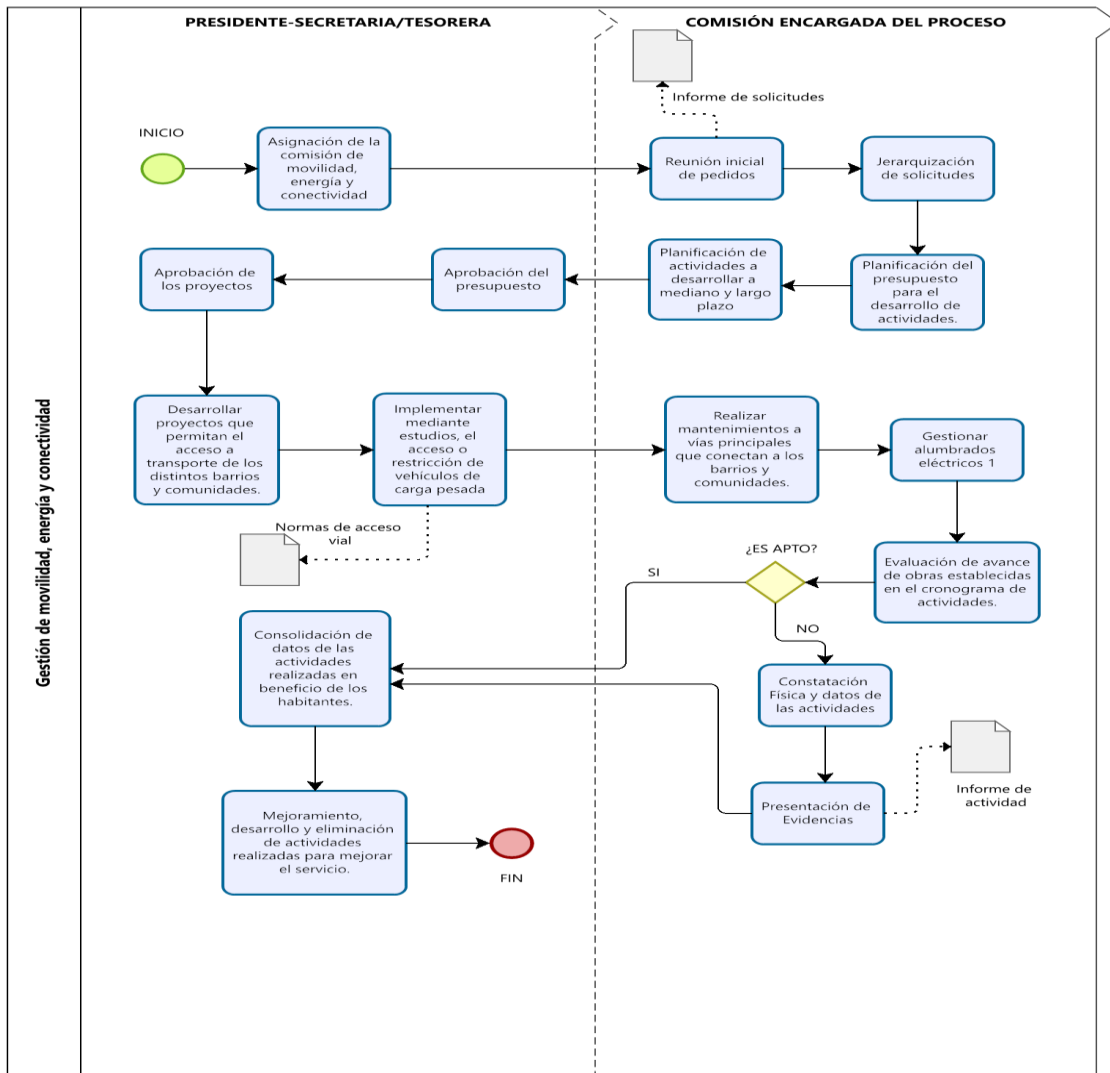 PRESIDENTE-SECRETARIA/TESORERA
COMISIÓN ENCARGADA DEL PROCESO
Gestión de movilidad, energía y conectividad
INICIO
Asignación de la
comisión de
movilidad,
energía y
conectividad
Informe de solicitudes
Reunión inicial
de pedidos
Jerarquización
de solicitudes
Planificación del
presupuesto
para el
desarrollo de
actividades.
Planificación de
actividades a
desarrollar a
mediano y largo
plazo
Aprobación del
presupuesto
Aprobación de
los proyectos
Desarrollar
proyectos que
permitan el
acceso a
transporte de los
distintos barrios
y comunidades.
Implementar
mediante
estudios, el
acceso o
restricción de
vehículos de
carga pesada
Normas de acceso
vial
Realizar
mantenimientos a
vías principales
que conectan a los
barrios y
comunidades.
Gestionar
alumbrados
eléctricos 1
Evaluación de avance
de obras establecidas
en el cronograma de
actividades.
¿ES APTO?
SI
NO
Constatación
Física y datos de
las actividades
Presentación de
Evidencias
Informe de
actividad
Consolidación de
datos de las
actividades
realizadas en
beneficio de los
habitantes.
Mejoramiento,
desarrollo y eliminación
de actividades
realizadas para mejorar
el servicio.
FIN